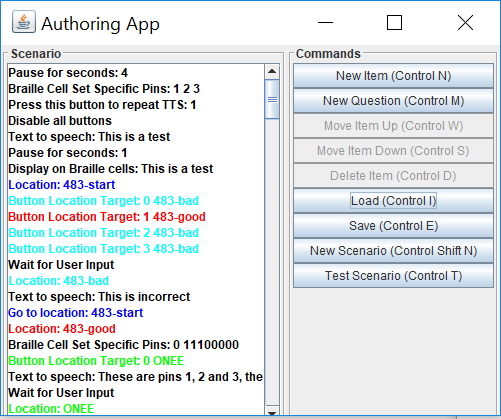 Authoring App
Scenario
Pause for seconds: 4
Braille Cell Set Specific Pins: 1 2 3
Press this button to repeat TTS: 1
Disable all buttons
Text to speech: This is a test
Pause for seconds: 1
Display on Braille cells: This is a test
Location: 483-start
Button Location Target: 0 483-bad
Button Location Target: 1 483-good
Button Location Target: 2 483-bad
Button Location Target: 3 483-bad
Wait for User Input
Location: 483-bad
Text to speech: This is incorrect
Go to location: 483-start
Location: 483-good
Braille Cell Set Specific Pins: 0 11100000
Button Location Target: 0 ONEE
Text to speech: These are pins 1, 2 and 3, the
Wait for User Input
Location: ONEE
Commands
New Item (Control N)
New Question (Control M)
Move Item Up (Control W)
Move Item Down (Control S)
Delete Item (Control D)
Load (Control I)
Save (Control E)
New Scenario (Control Shift N)
Test Scenario (Control T)